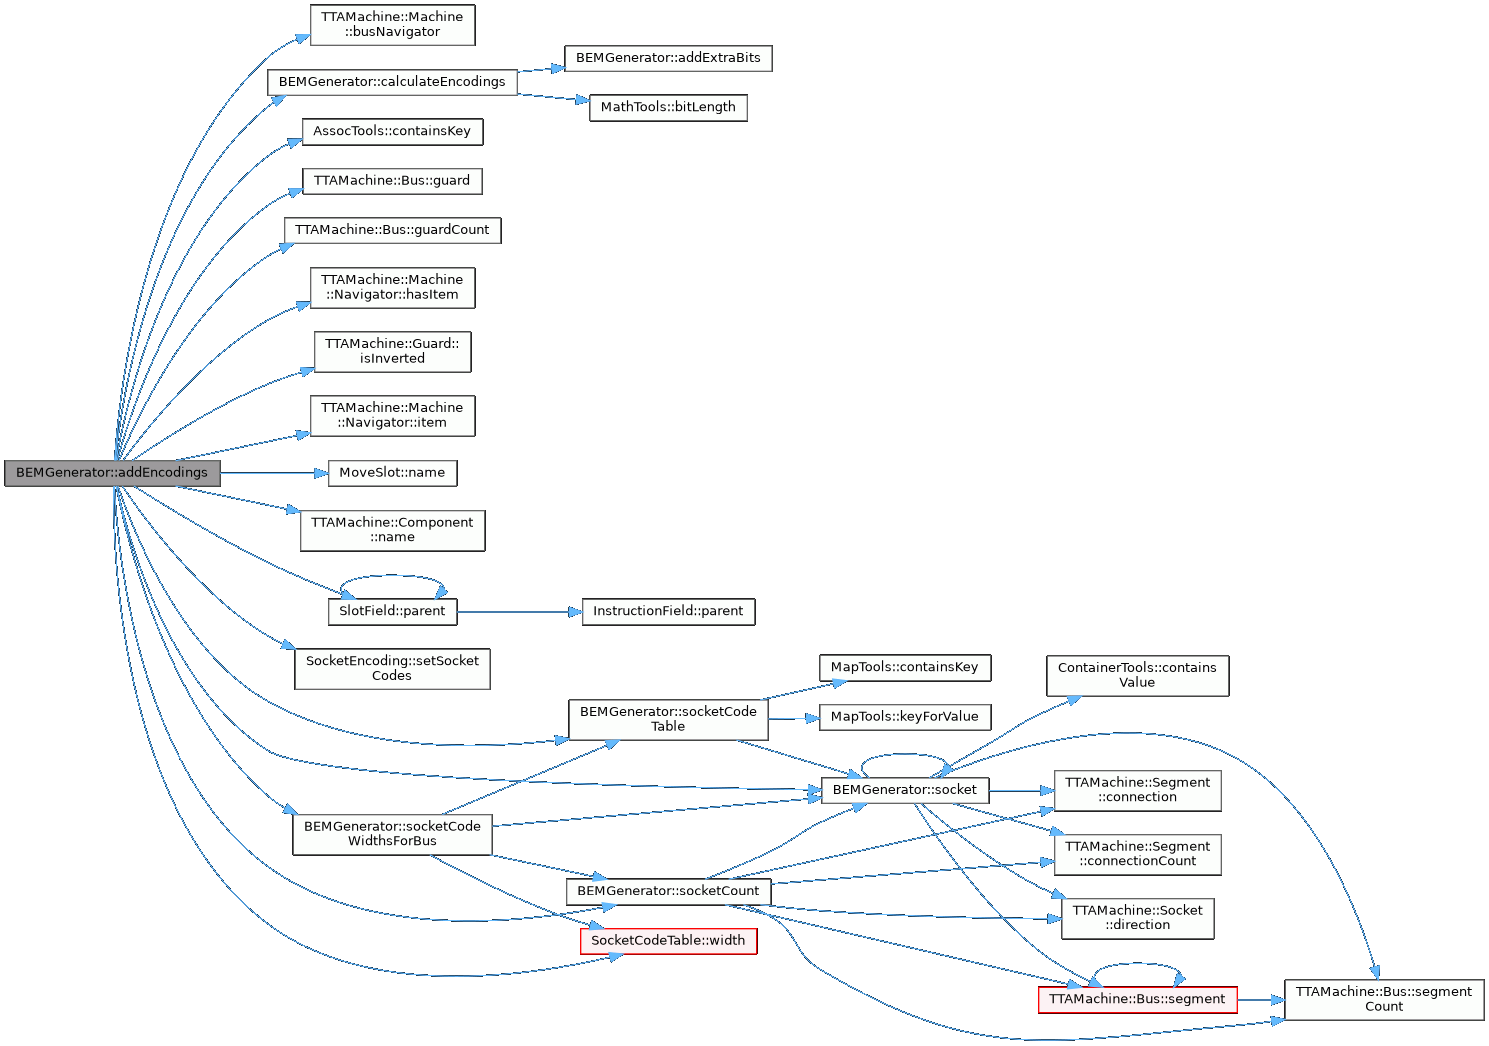 TTAMachine::Machine
::busNavigator
BEMGenerator::calculateEncodings
BEMGenerator::addExtraBits
MathTools::bitLength
AssocTools::containsKey
TTAMachine::Bus::guard
TTAMachine::Bus::guardCount
TTAMachine::Machine
::Navigator::hasItem
TTAMachine::Guard::
isInverted
TTAMachine::Machine
::Navigator::item
BEMGenerator::addEncodings
MoveSlot::name
TTAMachine::Component
::name
SlotField::parent
InstructionField::parent
SocketEncoding::setSocket
Codes
BEMGenerator::socketCode
Table
MapTools::containsKey
MapTools::keyForValue
ContainerTools::contains
Value
BEMGenerator::socket
TTAMachine::Segment
::connection
BEMGenerator::socketCode
WidthsForBus
TTAMachine::Segment
::connectionCount
BEMGenerator::socketCount
TTAMachine::Socket
::direction
SocketCodeTable::width
TTAMachine::Bus::segment
TTAMachine::Bus::segment
Count